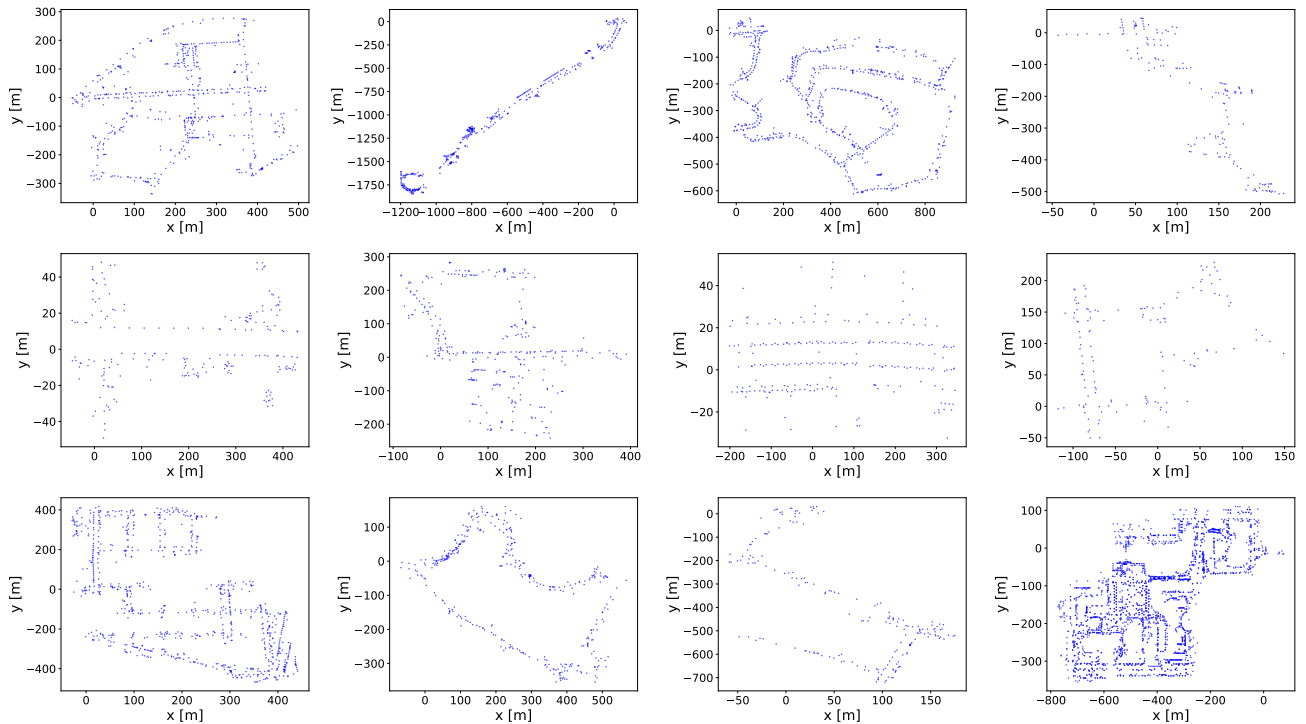 y [m] 300 200 100 0 −100 −200 −300
0 100 200 300 400 500
x [m]
y [m] 0 −250 −500 −750 −1000 −1250 −1500 −1750
−1200 −1000 −800 −600 −400 −200 0
x [m]
y [m] 0 −100 −200 −300 −400 −500 −600
0 200 400 600 800
x [m]
y [m] 0 −100 −200 −300 −400 −500
−50 0 50 100 150 200
x [m]
y [m] 40 20 0 −20 −40
0 100 200 300 400
x [m]
y [m] 300 200 100 0 −100 −200
−100 0 100 200 300 400
x [m]
y [m] 40 20 0 −20
−200 −100 0 100 200 300
x [m]
y [m] 200 150 100 50 0 −50
−100 −50 0 50 100 150
x [m]
y [m] 400 200 0 −200 −400
0 100 200 300 400
x [m]
y [m] 100 0 −100 −200 −300
−100 0 100 200 300 400 500
x [m]
y [m] 0 −100 −200 −300 −400 −500 −600 −700
−50 0 50 100 150
x [m]
y [m] 100 0 −100 −200 −300
−800 −600 −400 −200 0
x [m]